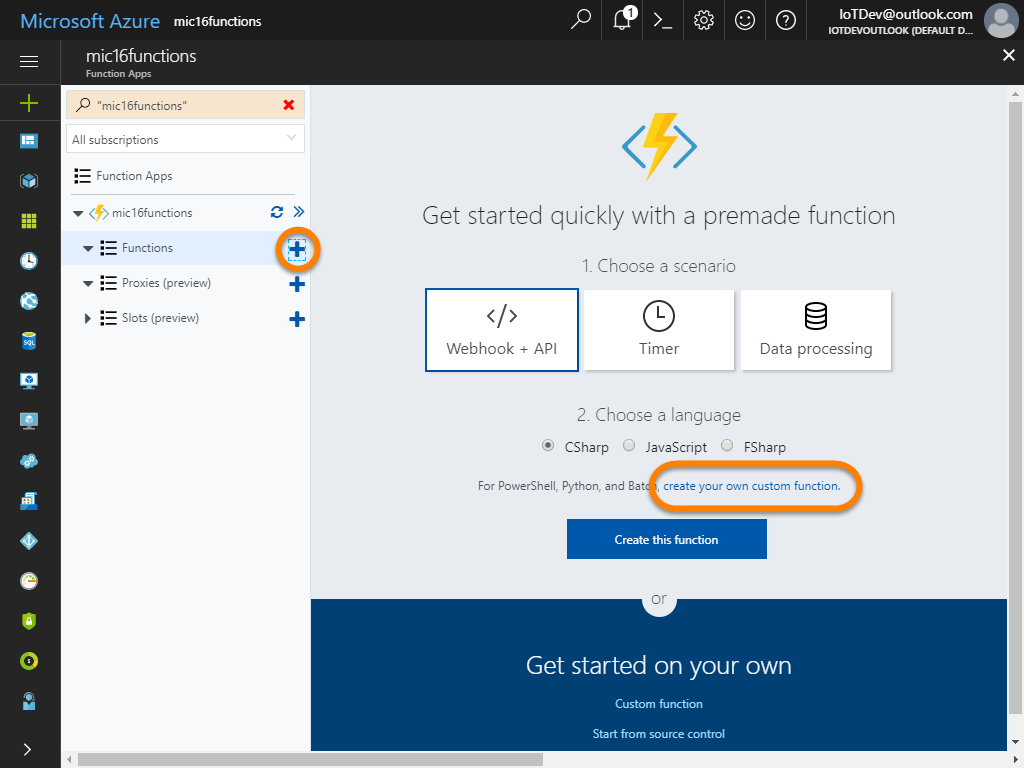 Microsoft Azure mic16functions
1
IoTDev@outlook.com
IOTDEVOUTLOOK (DEFAULT D...
mic16functions
Function Apps
"mic16functions"
All subscriptions
Function Apps
mic16functions
Functions
Proxies (preview)
Slots (preview)
SQL
Get started quickly with a premade function
1. Choose a scenario
Webhook + API Timer Data processing
2. Choose a language
CSharp JavaScript FSharp
For PowerShell, Python, and Batch, create your own custom function.
Create this function
or
Get started on your own
Custom function
Start from source control